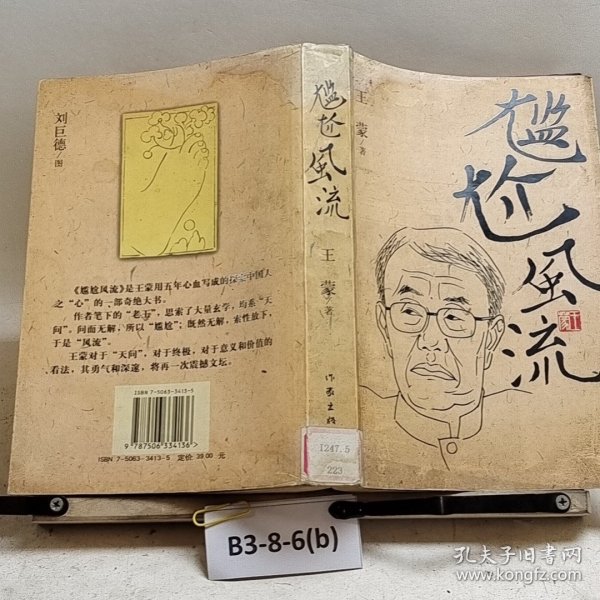 刘巨德/图
《尴尬风流》是王蒙用五年心血写成的探索中国人
之“心”的一部奇绝大书。
作者笔下的“老王”,思索了大量玄学,均系“天
问”,问而无解,所以“尴尬”;既然无解,索性放下,
于是“风流”。
王蒙对于“天问”,对于终极,对于意义和价值的
看法,其勇气和深邃,将再一次震撼文坛。
ISBN 7-5063-3413-5
9 787506 334136>
ISBN 7-5063-3413-5 定价 39.00 元
尴尬風流
王蒙/著
作家出版
I247.5
223
王蒙/著
尴尬風流
王蒙
B3-8-6(b)
孔夫子旧书网
www.kongfz.com